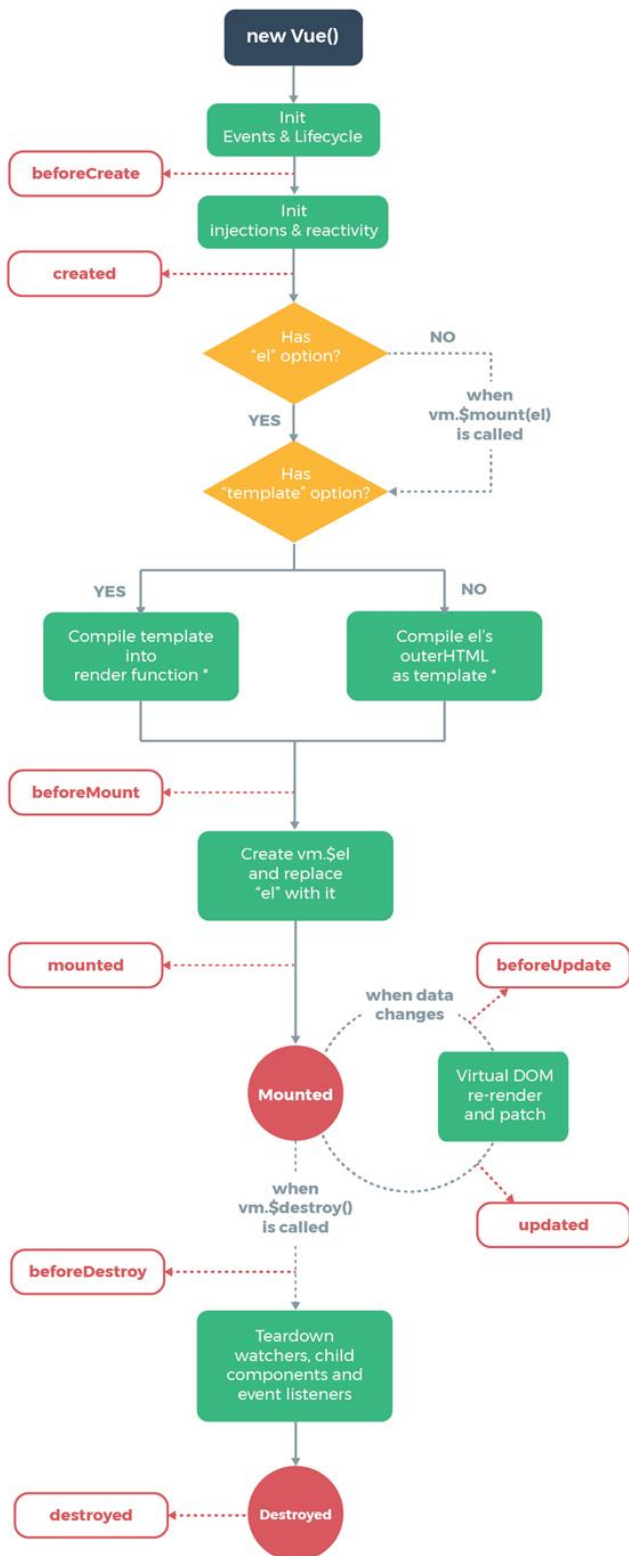 new Vue()
Init
Events & Lifecycle
beforeCreate
Init
injections & reactivity
created
Has
“el” option?
NO
when
vm.$mount(el)
is called
YES
Has
“template” option?
YES
NO
Compile template
into
render function *
Compile el’s
outerHTML
as template *
beforeMount
Create vm.$el
and replace
“el” with it
mounted
beforeUpdate
when data
changes
Mounted
Virtual DOM
re-render
and patch
when
vm.$destroy()
is called
updated
beforeDestroy
Teardown
watchers, child
components and
event listeners
destroyed
Destroyed